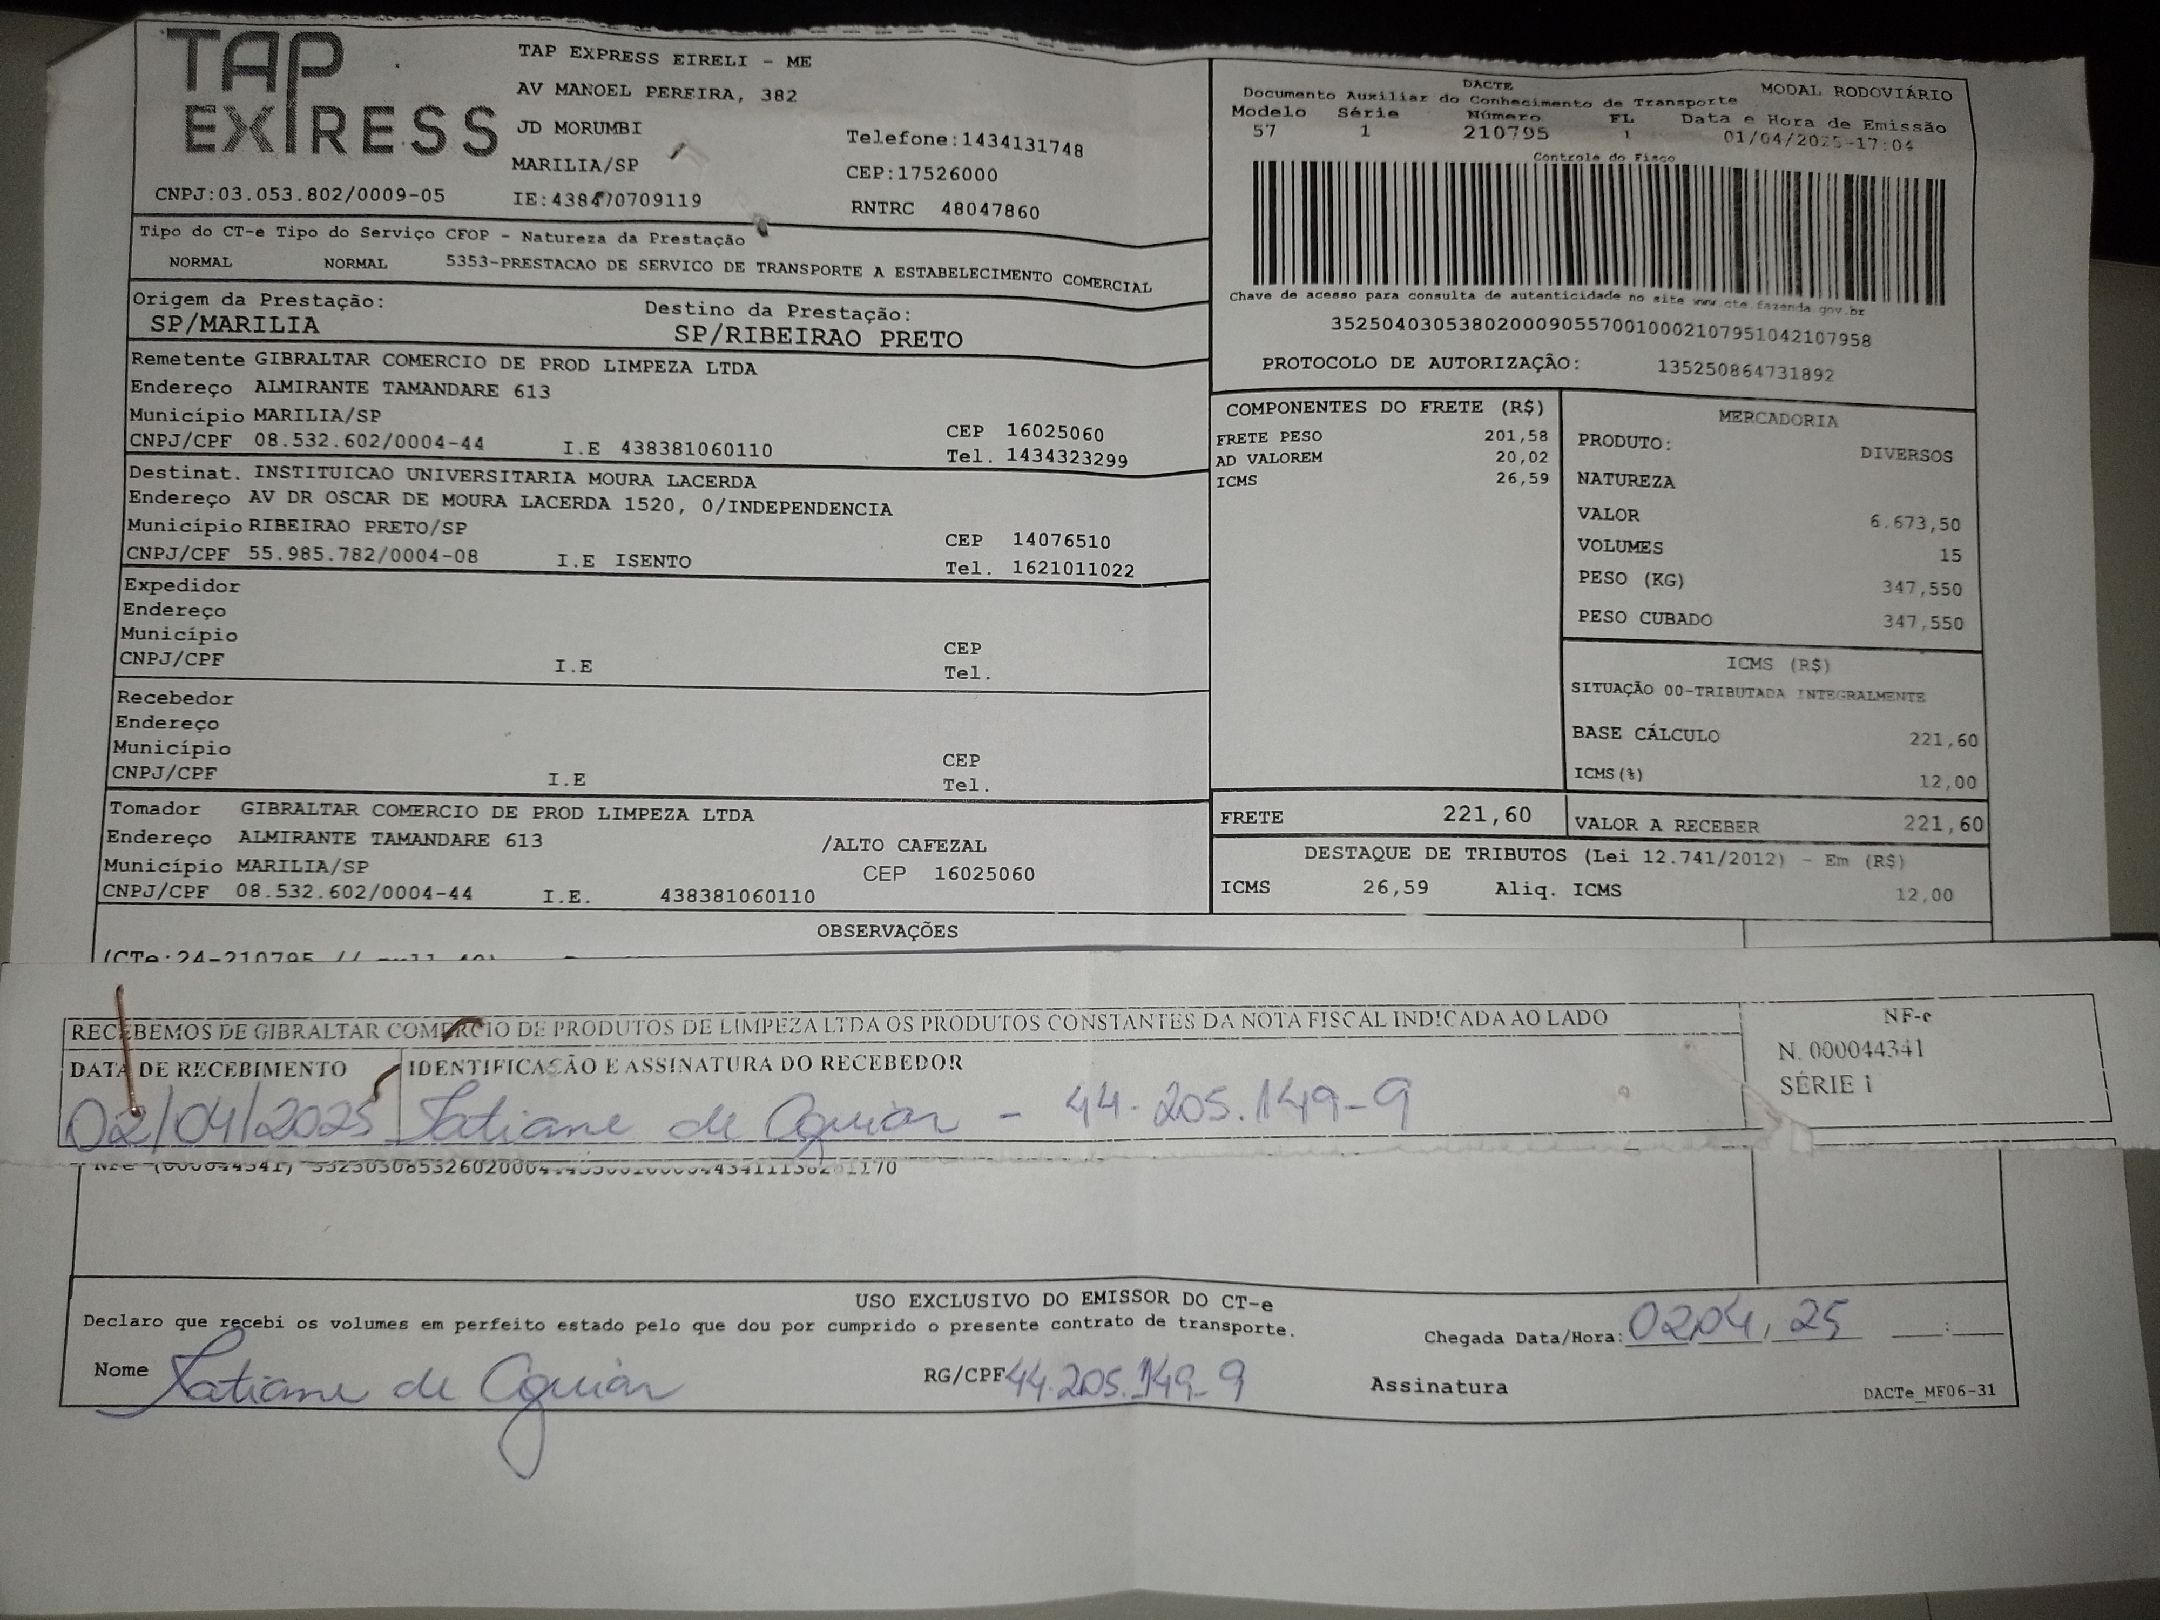 TAP EXPRESS
TAP EXPRESS EIRELI - ME
AV MANOEL PEREIRA, 382
JD MORUMBI
Telefone:1434131748
MARILIA/SP
CEP:17526000
CNPJ:03.053.802/0009-05
IE:438470709119
RNTRC 48047860
Tipo do CT-e Tipo do Serviço CFOP - Natureza da Prestação
NORMAL NORMAL 5353-PRESTACAO DE SERVICO DE TRANSPORTE A ESTABELECIMENTO COMERCIAL
Origem da Prestação: Destino da Prestação:
SP/MARILIA SP/RIBEIRAO PRETO
DACTE MODAL RODOVIÁRIO
Documento Auxiliar do Conhecimento de Transporte
Modelo Série Número FL Data e Hora de Emissão
57 1 210795 1 01/04/2025-17:04
Controle do Fisco
Chave de acesso para consulta de autenticidade no site www.cte.fazenda.gov.br
35250403053802000905570010002107951042107958
PROTOCOLO DE AUTORIZAÇÃO: 135250864731892
Remetente GIBRALTAR COMERCIO DE PROD LIMPEZA LTDA
Endereço ALMIRANTE TAMANDARE 613
Município MARILIA/SP CEP 16025060
CNPJ/CPF 08.532.602/0004-44 I.E 438381060110 Tel. 1434323299
Destinat. INSTITUICAO UNIVERSITARIA MOURA LACERDA
Endereço AV DR OSCAR DE MOURA LACERDA 1520, 0/INDEPENDENCIA
Município RIBEIRAO PRETO/SP CEP 14076510
CNPJ/CPF 55.985.782/0004-08 I.E ISENTO Tel. 1621011022
Expedidor
Endereço
Município CEP
CNPJ/CPF I.E Tel.
Recebedor
Endereço
Município CEP
CNPJ/CPF I.E Tel.
Tomador GIBRALTAR COMERCIO DE PROD LIMPEZA LTDA
Endereço ALMIRANTE TAMANDARE 613 /ALTO CAFEZAL
Município MARILIA/SP CEP 16025060
CNPJ/CPF 08.532.602/0004-44 I.E. 438381060110
COMPONENTES DO FRETE (R$)
FRETE PESO 201,58
AD VALOREM 20,02
ICMS 26,59
MERCADORIA
PRODUTO: DIVERSOS
NATUREZA
VALOR 6.673,50
VOLUMES 15
PESO (KG) 347,550
PESO CUBADO 347,550
ICMS (R$)
SITUAÇÃO 00-TRIBUTADA INTEGRALMENTE
BASE CÁLCULO 221,60
ICMS(%) 12,00
FRETE 221,60 VALOR A RECEBER 221,60
DESTAQUE DE TRIBUTOS (Lei 12.741/2012) - Em (R$)
ICMS 26,59 Aliq. ICMS 12,00
OBSERVAÇÕES
(CTe:24-210795 //
RECEBEMOS DE GIBRALTAR COMERCIO DE PRODUTOS DE LIMPEZA LTDA OS PRODUTOS CONSTANTES DA NOTA FISCAL INDICADA AO LADO
NF-e
DATA DE RECEBIMENTO IDENTIFICAÇÃO E ASSINATURA DO RECEBEDOR
N. 000044341
SÉRIE 1
02/04/2025 Tatiane de Aguiar - 44.205.149-9
NFe (000044341)
USO EXCLUSIVO DO EMISSOR DO CT-e
Declaro que recebi os volumes em perfeito estado pelo que dou por cumprido o presente contrato de transporte.
Chegada Data/Hora: 02/04/25 __:__
Nome Tatiane de Aguiar RG/CPF 44.205.149-9 Assinatura
DACTe_MF06-31